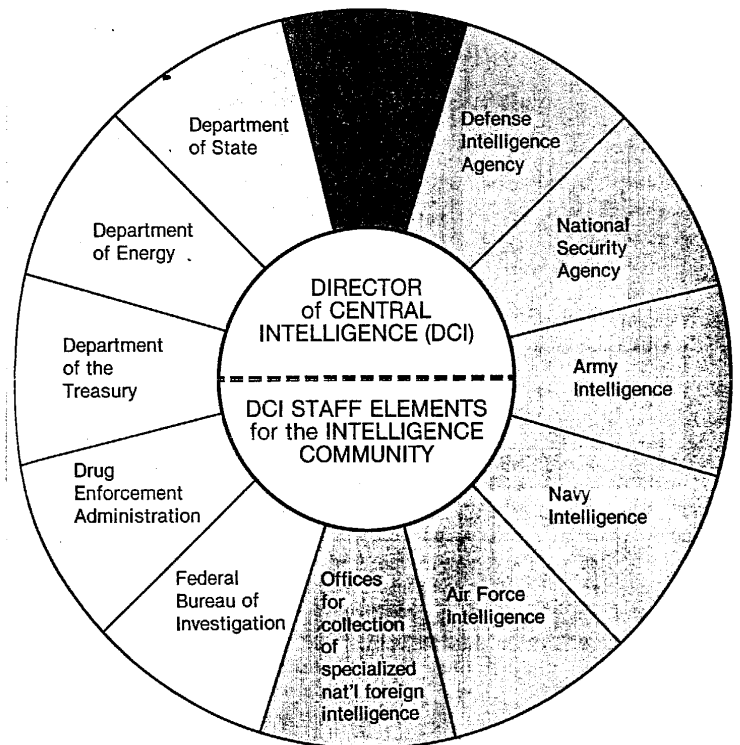 Department
of State
Defense
Intelligence
Agency
National
Security
Agency
Army
Intelligence
Navy
Intelligence
Air Force
Intelligence
Offices
for
collection
of
specialized
nat'l foreign
intelligence
Federal
Bureau of
Investigation
Drug
Enforcement
Administration
Department
of the
Treasury
Department
of Energy
DIRECTOR
of CENTRAL
INTELLIGENCE (DCI)
DCI STAFF ELEMENTS
for the INTELLIGENCE
COMMUNITY